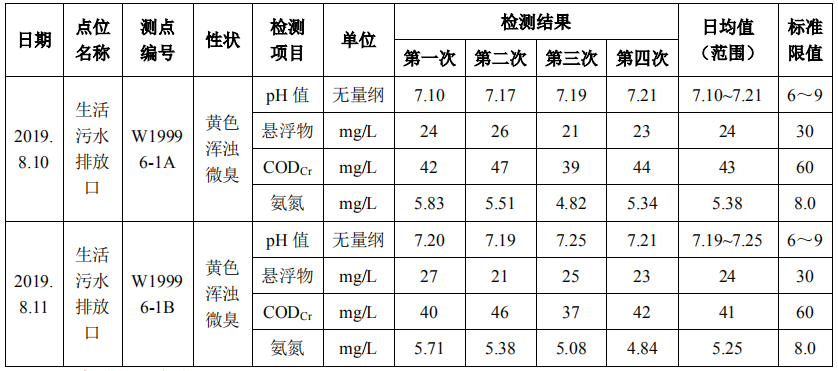 日期 点位名称 测点编号 性状 检测项目 单位 检测结果 日均值（范围） 标准限值
第一次 第二次 第三次 第四次
2019.8.10 生活污水排放口 W19996-1A 黄色浑浊微臭 pH 值 无量纲 7.10 7.17 7.19 7.21 7.10~7.21 6～9
悬浮物 mg/L 24 26 21 23 24 30
CODCr mg/L 42 47 39 44 43 60
氨氮 mg/L 5.83 5.51 4.82 5.34 5.38 8.0
2019.8.11 生活污水排放口 W19996-1B 黄色浑浊微臭 pH 值 无量纲 7.20 7.19 7.25 7.21 7.19~7.25 6～9
悬浮物 mg/L 27 21 25 23 24 30
CODCr mg/L 40 46 37 42 41 60
氨氮 mg/L 5.71 5.38 5.08 4.84 5.25 8.0